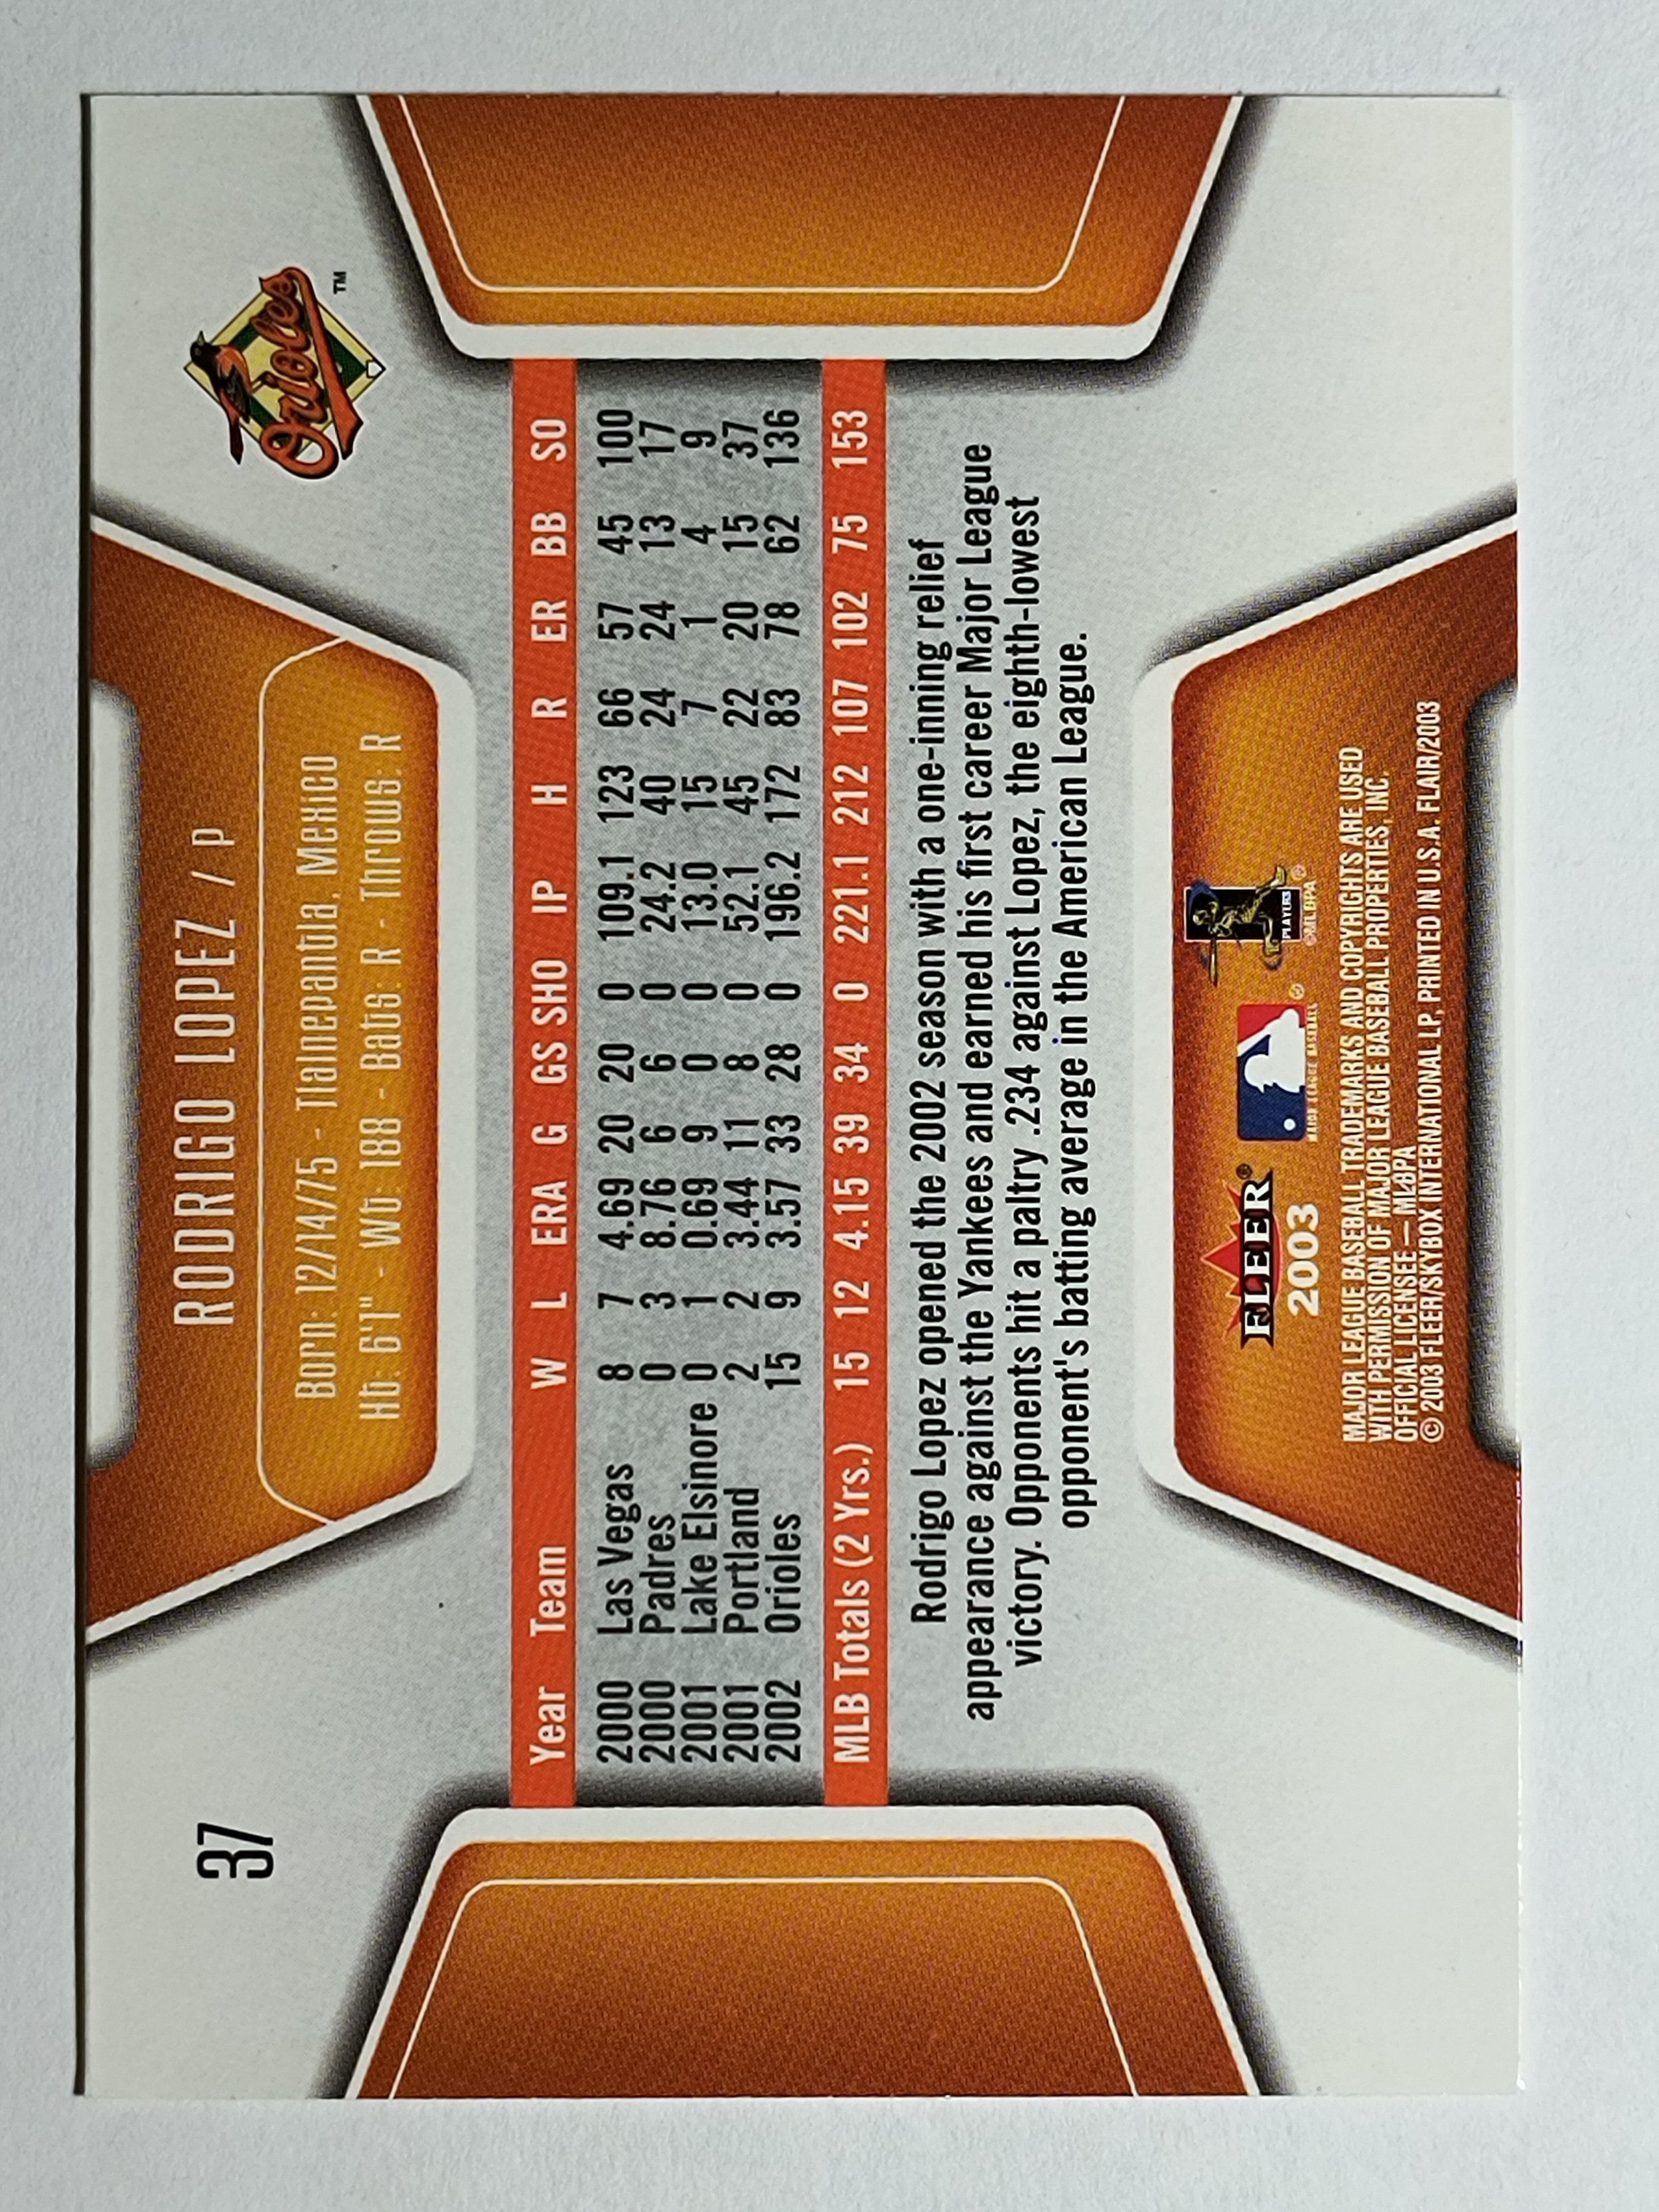 37
RODRIGO LOPEZ / P
Born: 12/14/75 - Tlalnepantla, Mexico
Ht: 6'1" - Wt: 188 - Bats: R - Throws: R
Orioles
TM
Year Team W L ERA G GS SHO IP H R ER BB SO
2000 Las Vegas 8 7 4.69 20 20 0 109.1 123 66 57 45 100
2000 Padres 0 3 8.76 6 6 0 24.2 40 24 24 13 17
2001 Lake Elsinore 0 1 0.69 9 0 0 13.0 15 7 1 4 9
2001 Portland 2 2 3.44 11 8 0 52.1 45 22 20 15 37
2002 Orioles 15 9 3.57 33 28 0 196.2 172 83 78 62 136
MLB Totals (2 Yrs.) 15 12 4.15 39 34 0 221.1 212 107 102 75 153
Rodrigo Lopez opened the 2002 season with a one-inning relief
appearance against the Yankees and earned his first career Major League
victory. Opponents hit a paltry .234 against Lopez, the eighth-lowest
opponent's batting average in the American League.
FLEER®
2003
MAJOR LEAGUE BASEBALL ®
PLAYERS
©MLBPA ®
MAJOR LEAGUE BASEBALL TRADEMARKS AND COPYRIGHTS ARE USED
WITH PERMISSION OF MAJOR LEAGUE BASEBALL PROPERTIES, INC.
OFFICIAL LICENSEE — MLBPA
© 2003 FLEER/SKYBOX INTERNATIONAL LP, PRINTED IN U.S.A. FLAIR/2003